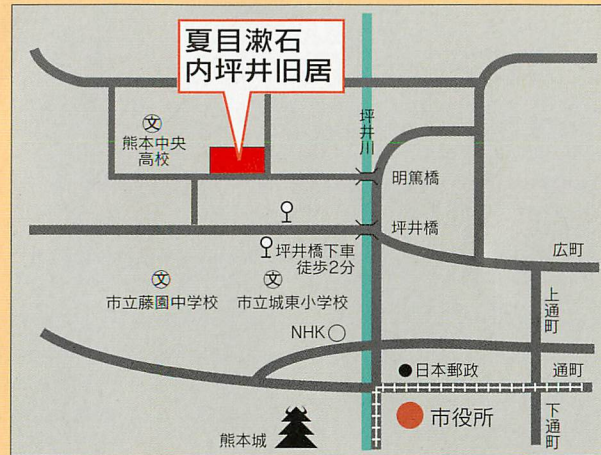 夏目漱石
内坪井旧居
坪井川
文
熊本中央
高校
明篤橋
坪井橋
広町
坪井橋下車
徒歩2分
文
文
市立藤園中学校
市立城東小学校
上通町
NHK
日本郵政
通町
市役所
下通町
熊本城